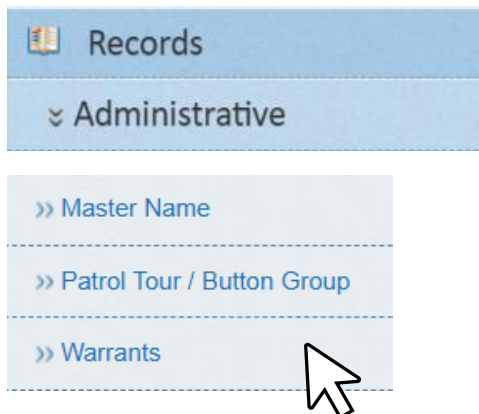 Records
Administrative
Master Name
Patrol Tour / Button Group
Warrants